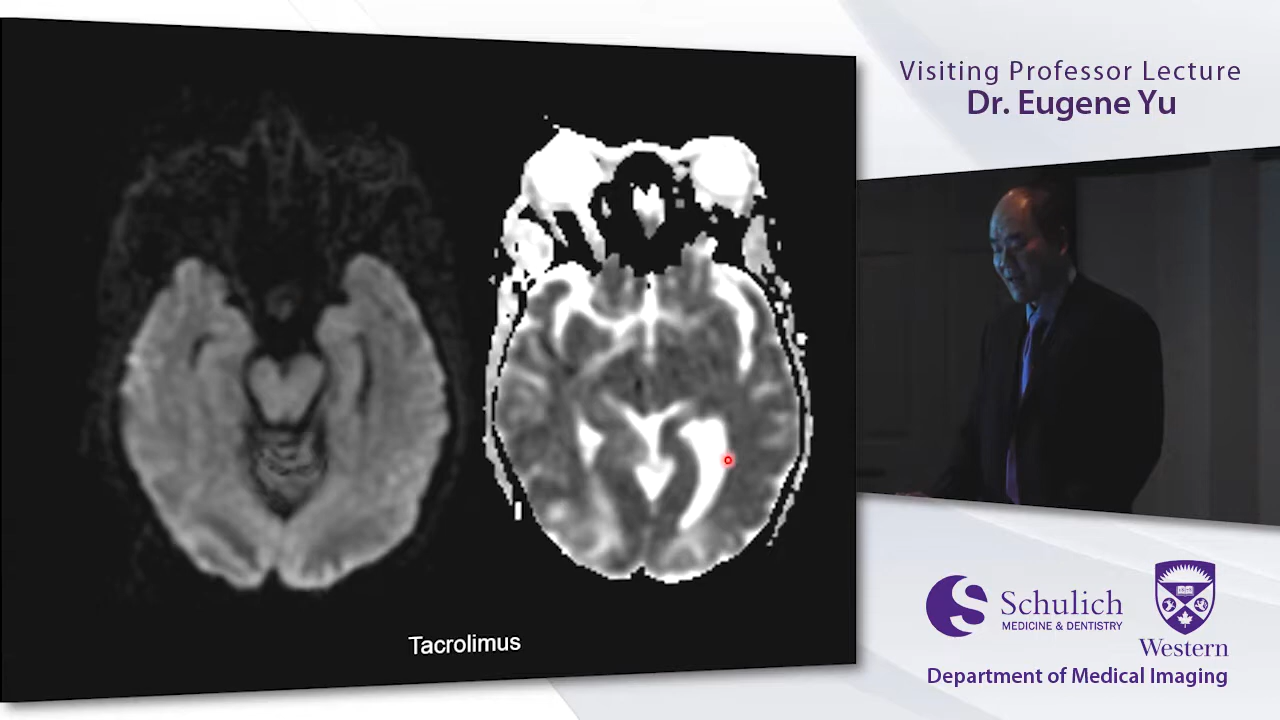 Visiting Professor Lecture
Dr. Eugene Yu
Tacrolimus
Schulich
MEDICINE & DENTISTRY
Western
Department of Medical Imaging